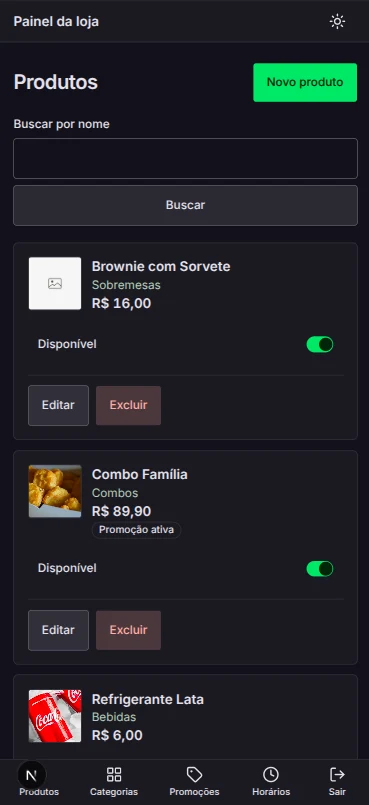 Painel da loja
Produtos
Novo produto
Buscar por nome
Buscar
Brownie com Sorvete
Sobremesas
R$ 16,00
Disponível
Editar
Excluir
Combo Família
Combos
R$ 89,90
Promoção ativa
Disponível
Editar
Excluir
Refrigerante Lata
Bebidas
R$ 6,00
Coca-Cola
N
Produtos
Categorias
Promoções
Horários
Sair